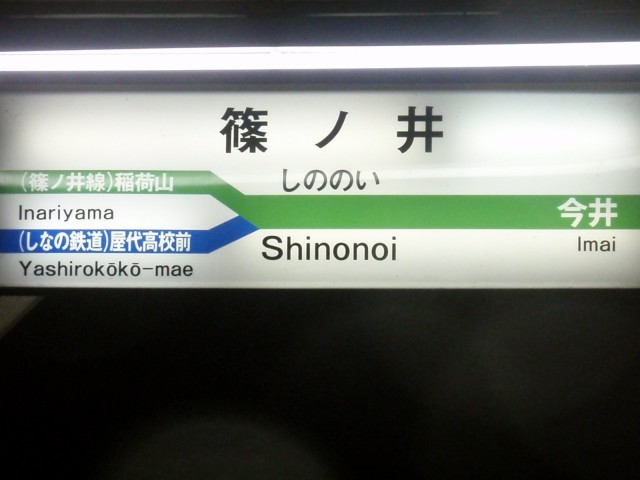 篠ノ井
しののい
(篠ノ井線)稲荷山
Inariyama
(しなの鉄道)屋代高校前
Yashirokōkō-mae
Shinonoi
今井
Imai